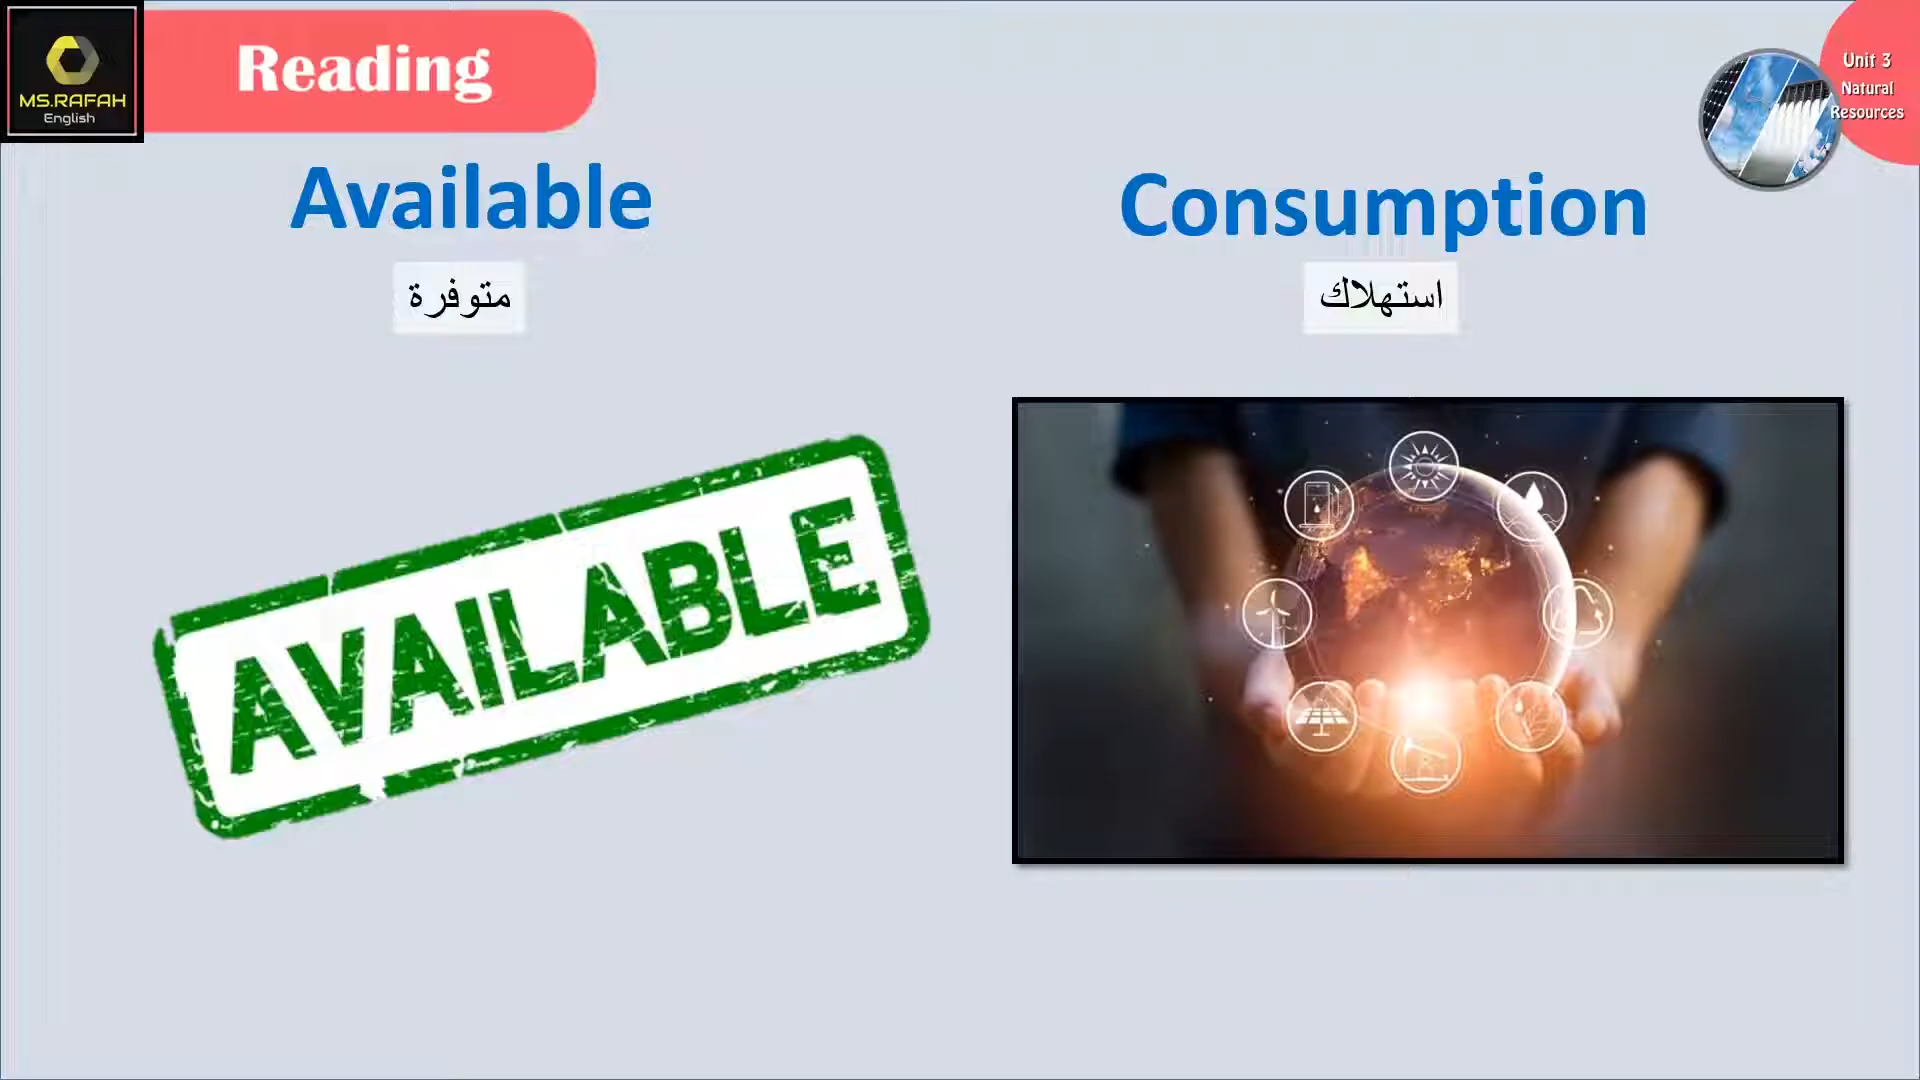 MS.RAFAH
English
Reading
Unit 3
Natural
Resources
Available
متوفرة
AVAILABLE
Consumption
استهلاك